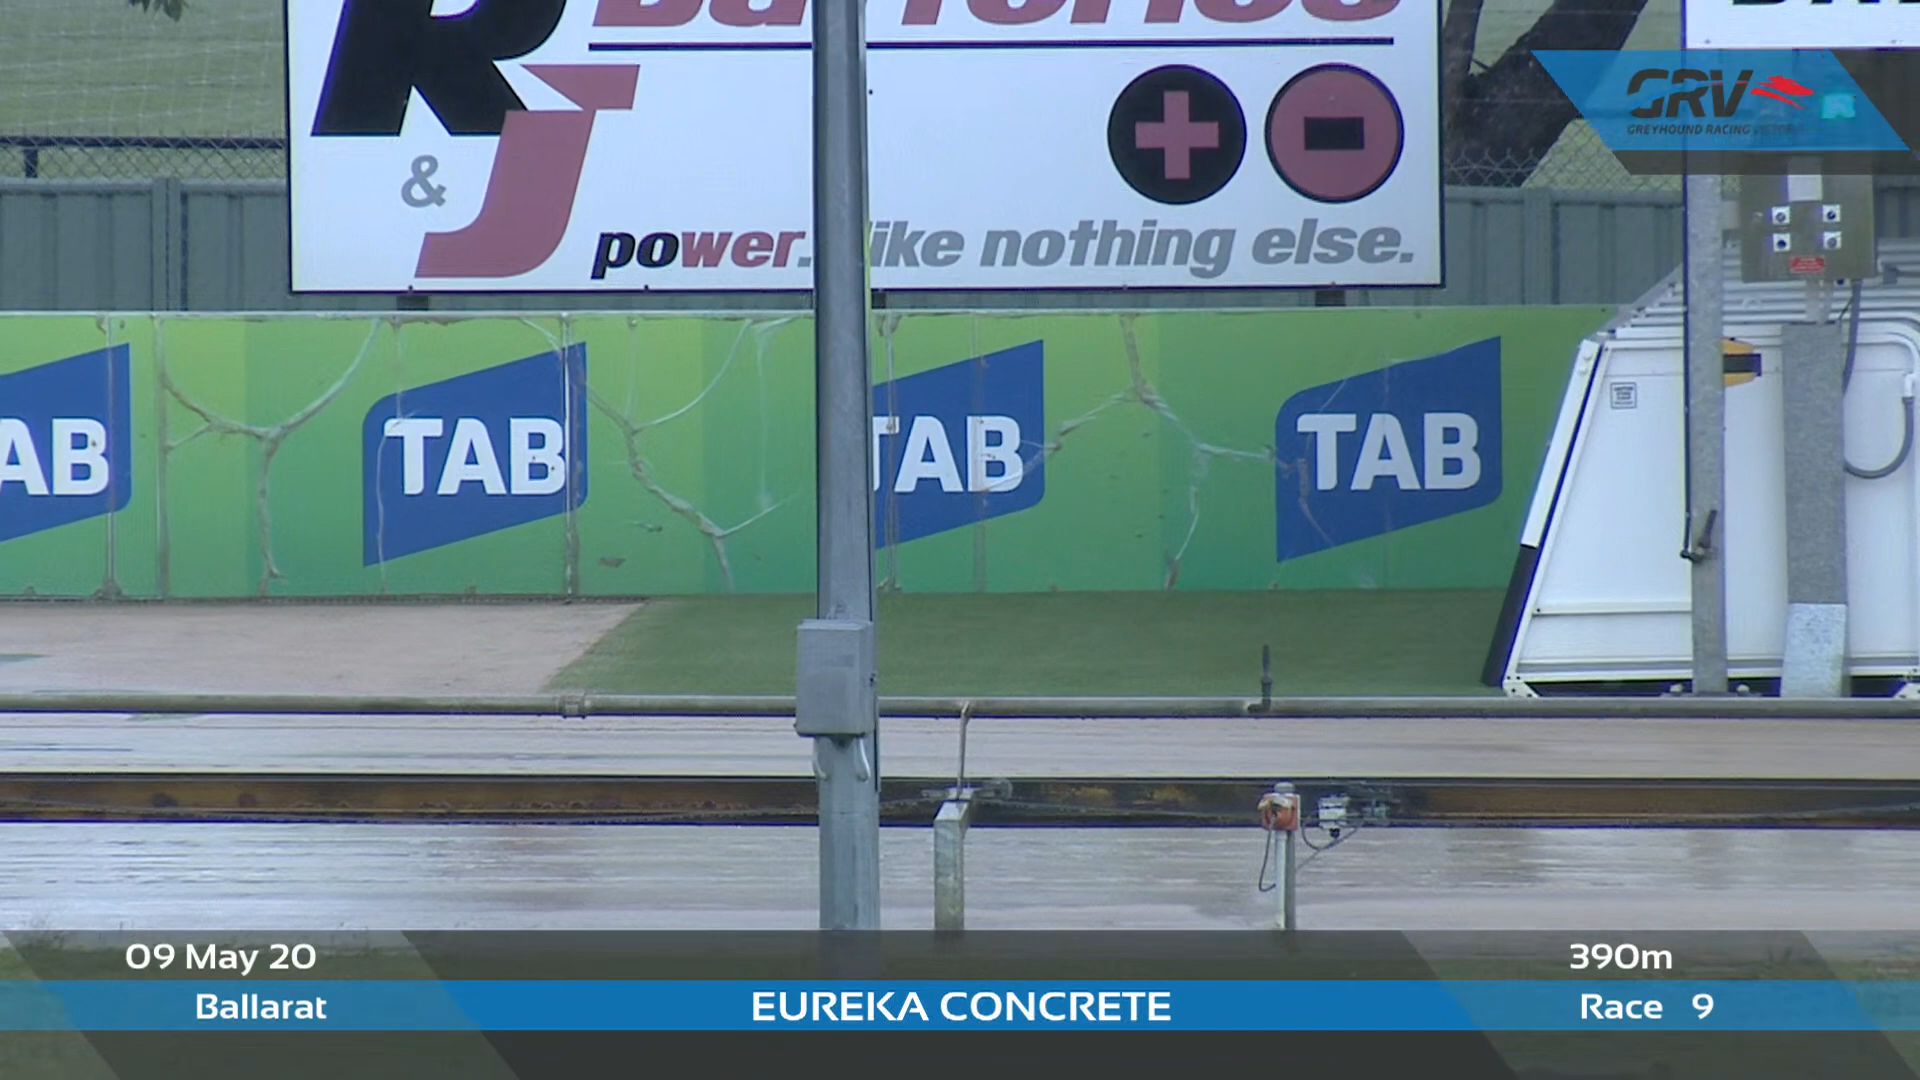 R
Batteries
& J
power. like nothing else.
GRV
GREYHOUND RACING VICTORIA
AB
TAB
TAB
TAB
09 May 20
390m
Ballarat
EUREKA CONCRETE
Race 9